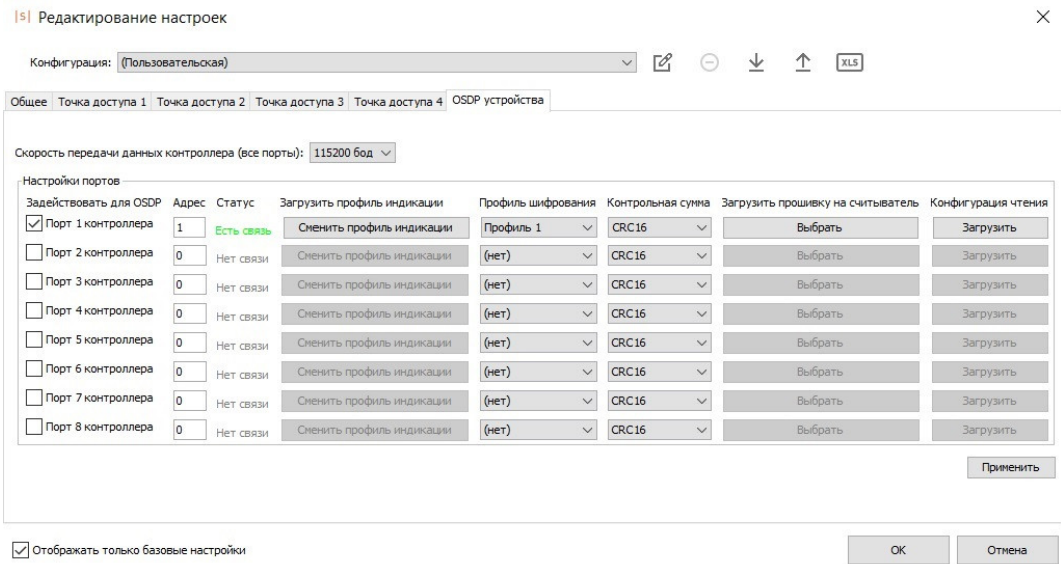 |S| Редактирование настроек
Конфигурация: (Пользовательская) XLS
Общее Точка доступа 1 Точка доступа 2 Точка доступа 3 Точка доступа 4 OSDP устройства
Скорость передачи данных контроллера (все порты): 115200 бод
Настройки портов
Задействовать для OSDP Адрес Статус Загрузить профиль индикации Профиль шифрования Контрольная сумма Загрузить прошивку на считыватель Конфигурация чтения
Порт 1 контроллера 1 Есть связь Сменить профиль индикации Профиль 1 CRC16 Выбрать Загрузить
Порт 2 контроллера 0 Нет связи Сменить профиль индикации (нет) CRC16 Выбрать Загрузить
Порт 3 контроллера 0 Нет связи Сменить профиль индикации (нет) CRC16 Выбрать Загрузить
Порт 4 контроллера 0 Нет связи Сменить профиль индикации (нет) CRC16 Выбрать Загрузить
Порт 5 контроллера 0 Нет связи Сменить профиль индикации (нет) CRC16 Выбрать Загрузить
Порт 6 контроллера 0 Нет связи Сменить профиль индикации (нет) CRC16 Выбрать Загрузить
Порт 7 контроллера 0 Нет связи Сменить профиль индикации (нет) CRC16 Выбрать Загрузить
Порт 8 контроллера 0 Нет связи Сменить профиль индикации (нет) CRC16 Выбрать Загрузить
Применить
Отображать только базовые настройки OK Отмена